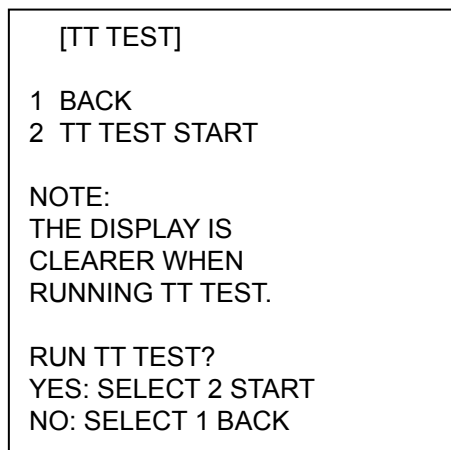 [TT TEST]
1 BACK
2 TT TEST START
NOTE:
THE DISPLAY IS
CLEARER WHEN
RUNNING TT TEST.
RUN TT TEST?
YES: SELECT 2 START
NO: SELECT 1 BACK